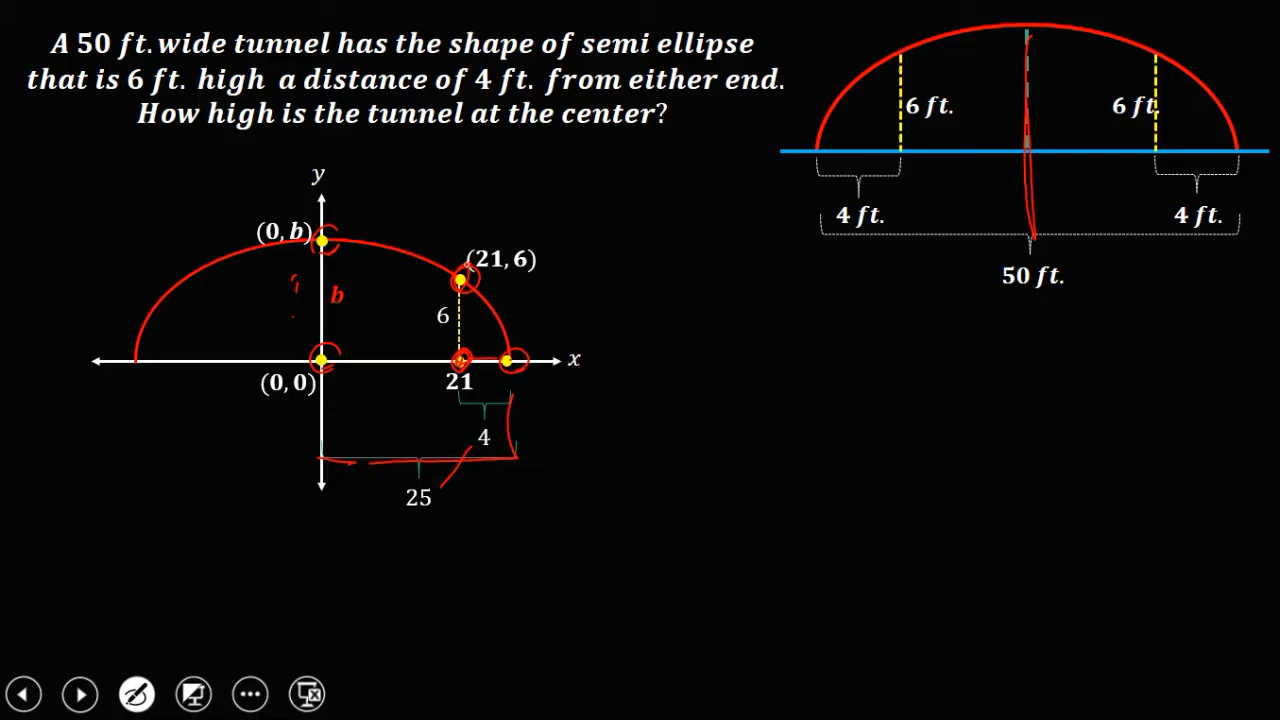 A 50 ft. wide tunnel has the shape of semi ellipse
that is 6 ft. high a distance of 4 ft. from either end.
How high is the tunnel at the center?
6 ft. 6 ft.
4 ft. 4 ft.
50 ft.
y
(0, b)
(21, 6)
b
6
x
(0, 0)
21
4
25